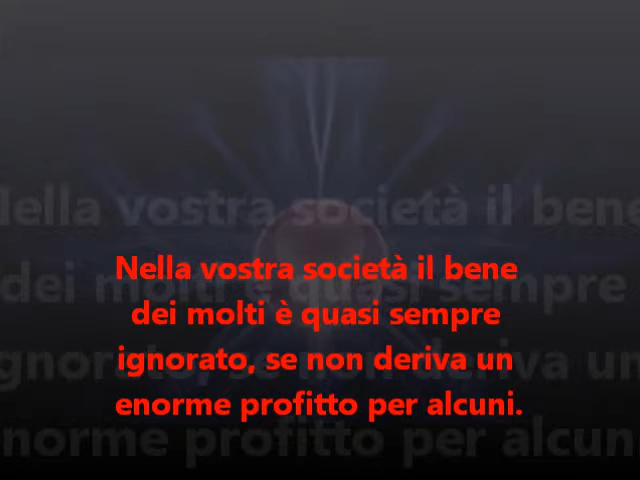 Nella vostra società il bene
dei molti è quasi sempre
ignorato, se non deriva un
enorme profitto per alcuni.